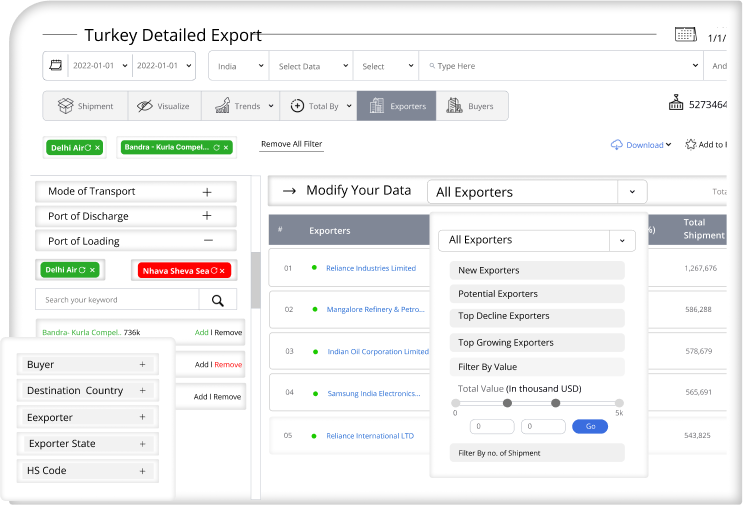 Turkey Detailed Export
1/1/
2022-01-01 2022-01-01 India Select Data Select Type Here And
Shipment Visualize Trends Total By Exporters Buyers 5273464
Delhi Air Bandra - Kurla Compel... Remove All Filter Download Add to
Mode of Transport +
Port of Discharge +
Port of Loading −
Delhi Air Nhava Sheva Sea
Search your keyword
Bandra- Kurla Compel.. 736k Add I Remove
Add I Remove
Add I Remove
Buyer +
Destination Country +
Eexporter +
Exporter State +
HS Code +
→ Modify Your Data All Exporters Tota
# Exporters %) Total Shipment
01 Reliance Industries Limited 1,267,676
02 Mangalore Refinery & Petro... 586,288
03 Indian Oil Corporation Limited 578,679
04 Samsung India Electronics... 565,691
05 Reliance International LTD 543,825
All Exporters
New Exporters
Potential Exporters
Top Decline Exporters
Top Growing Exporters
Filter By Value
Total Value (In thousand USD)
0 5k
0 0 Go
Filter By no. of Shipment